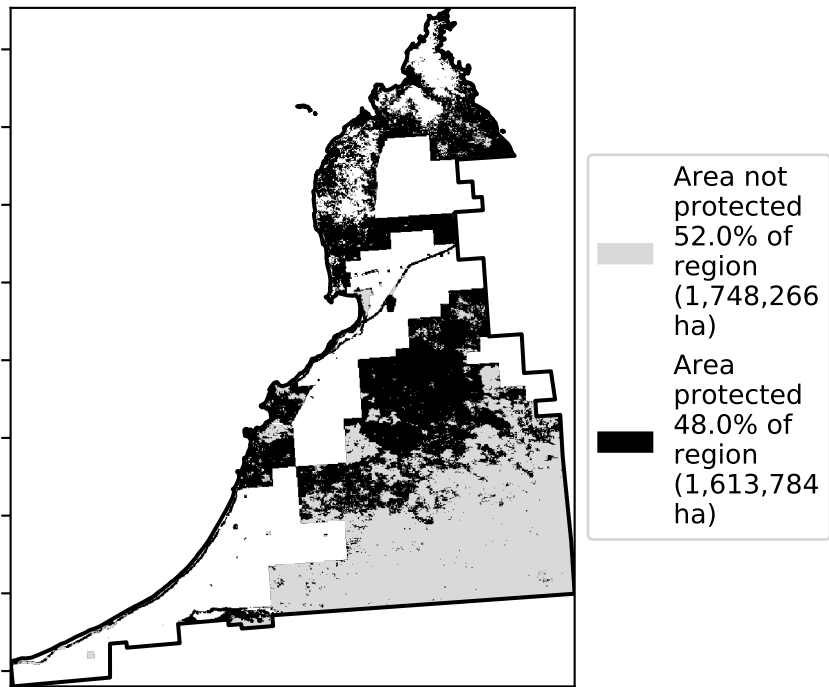 Area not
protected
52.0% of
region
(1,748,266
ha)
Area
protected
48.0% of
region
(1,613,784
ha)